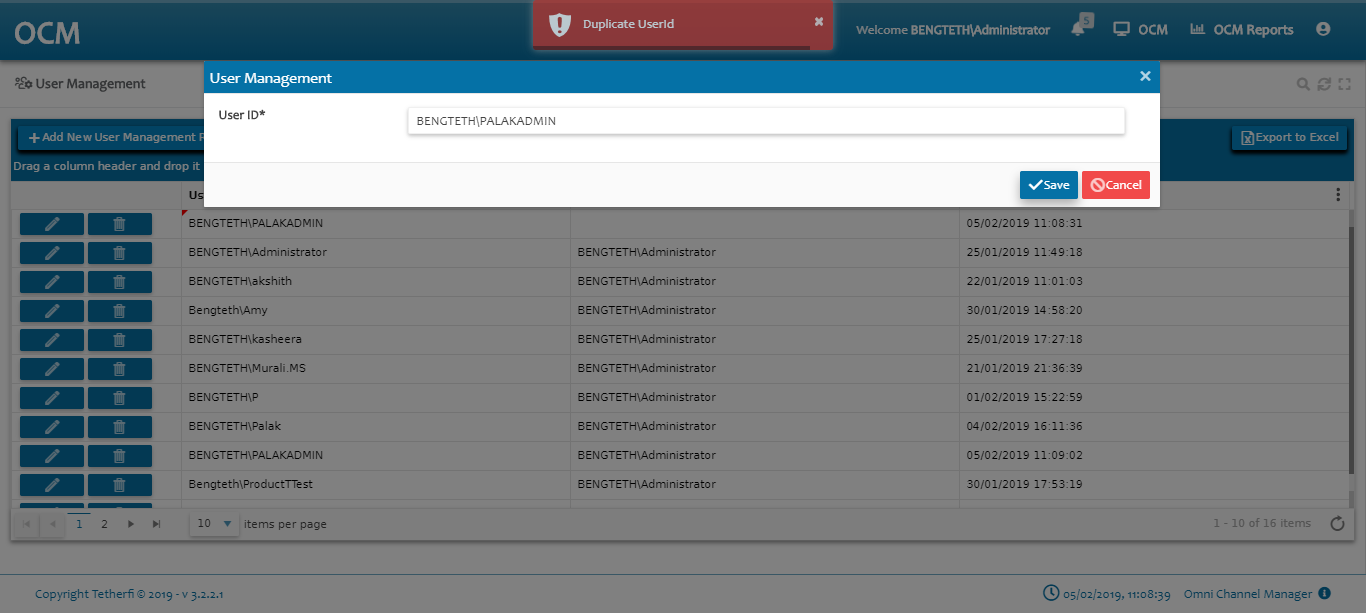 OCM
Duplicate UserId
Welcome BENGTETH\Administrator
5
OCM
OCM Reports
User Management
User Management
User ID*
BENGTETH\PALAKADMIN
Save
Cancel
Add New User Management
Export to Excel
Drag a column header and drop it
Us
BENGTETH\PALAKADMIN 05/02/2019 11:08:31
BENGTETH\Administrator BENGTETH\Administrator 25/01/2019 11:49:18
BENGTETH\akshith BENGTETH\Administrator 22/01/2019 11:01:03
Bengteth\Amy BENGTETH\Administrator 30/01/2019 14:58:20
BENGTETH\kasheera BENGTETH\Administrator 25/01/2019 17:27:18
BENGTETH\Murali.MS BENGTETH\Administrator 21/01/2019 21:36:39
BENGTETH\P BENGTETH\Administrator 01/02/2019 15:22:59
BENGTETH\Palak BENGTETH\Administrator 04/02/2019 16:11:36
BENGTETH\PALAKADMIN BENGTETH\Administrator 05/02/2019 11:09:02
Bengteth\ProductTTest BENGTETH\Administrator 30/01/2019 17:53:19
1 2 10 items per page 1 - 10 of 16 items
Copyright Tetherfi © 2019 - v 3.2.2.1 05/02/2019, 11:08:39 Omni Channel Manager